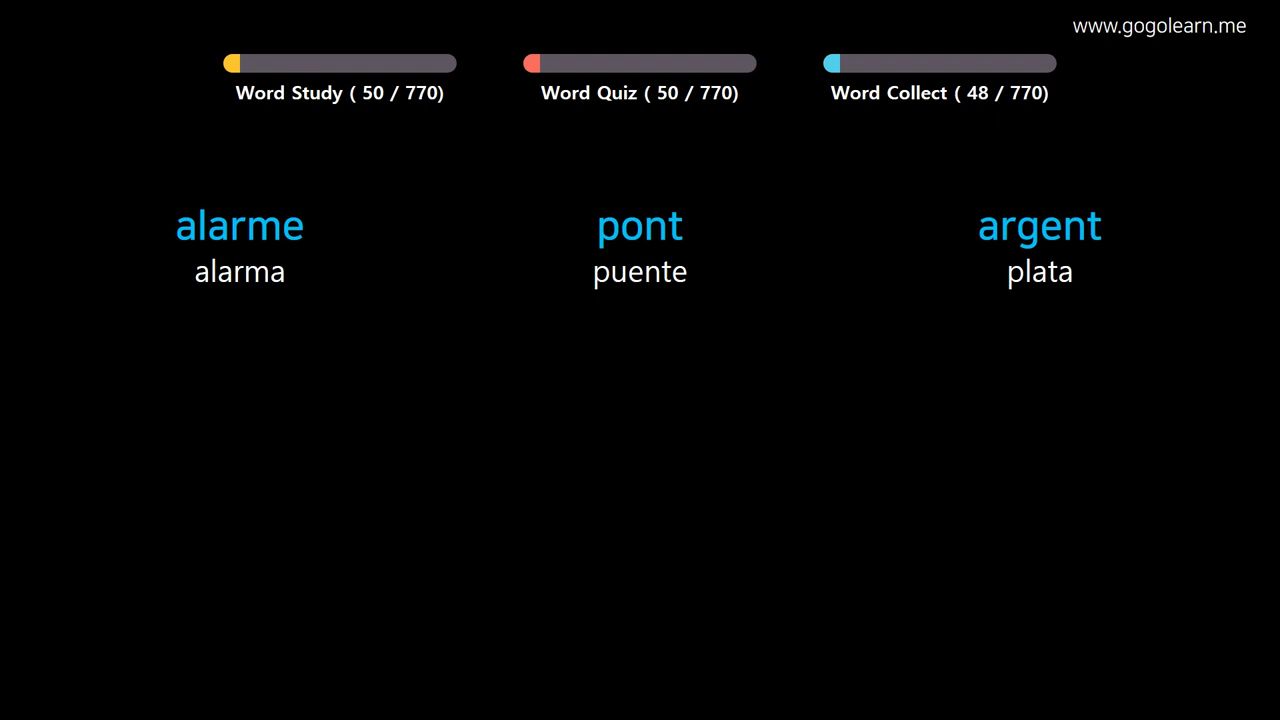 www.gogolearn.me
Word Study ( 50 / 770)
Word Quiz ( 50 / 770)
Word Collect ( 48 / 770)
alarme
alarma
pont
puente
argent
plata